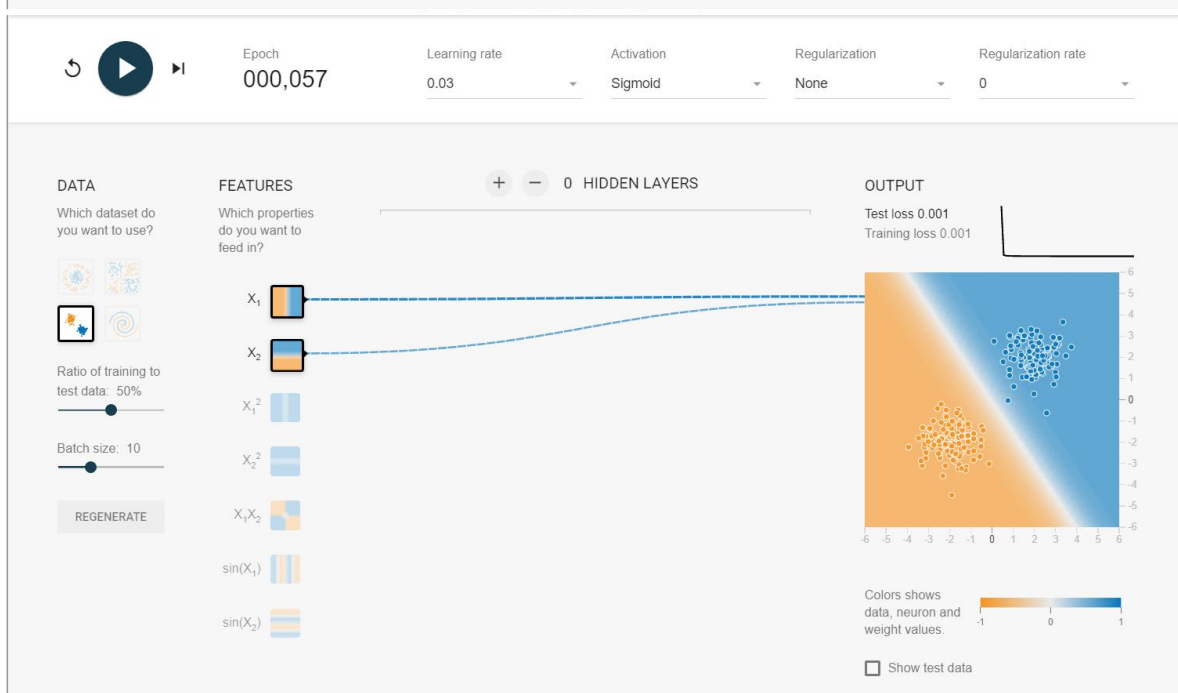 Epoch
000,057
Learning rate
0.03
Activation
Sigmoid
Regularization
None
Regularization rate
0
DATA
Which dataset do
you want to use?
Ratio of training to
test data: 50%
Batch size: 10
REGENERATE
FEATURES
Which properties
do you want to
feed in?
X₁
X₂
X₁²
X₂²
X₁X₂
sin(X₁)
sin(X₂)
+ − 0 HIDDEN LAYERS
OUTPUT
Test loss 0.001
Training loss 0.001
6
5
4
3
2
1
0
-1
-2
-3
-4
-5
-6
-6 -5 -4 -3 -2 -1 0 1 2 3 4 5 6
Colors shows
data, neuron and
weight values.
-1 0 1
Show test data